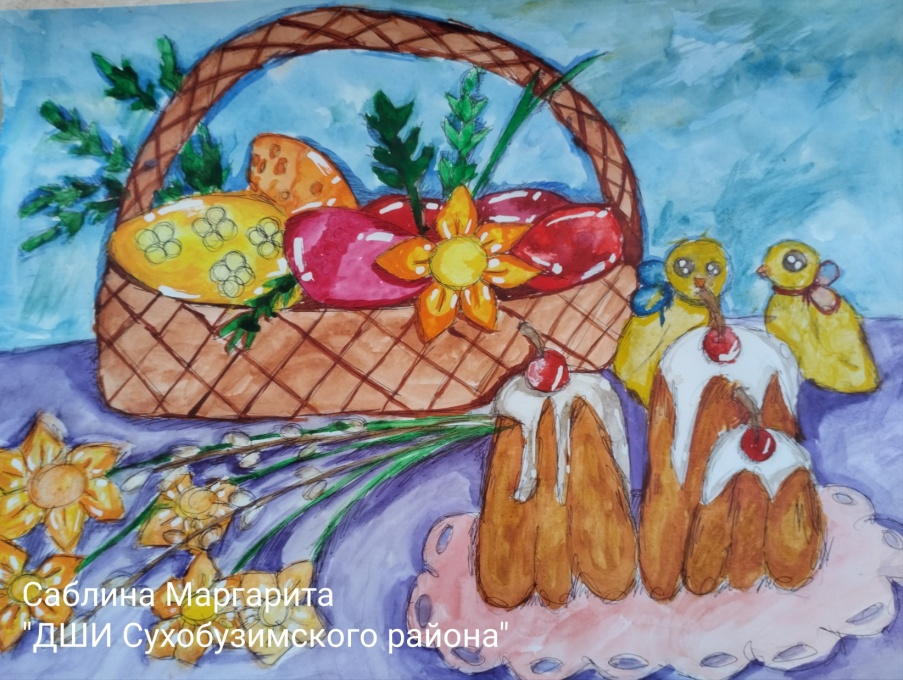 Саблина Маргарита
"ДШИ Сухобузимского района"